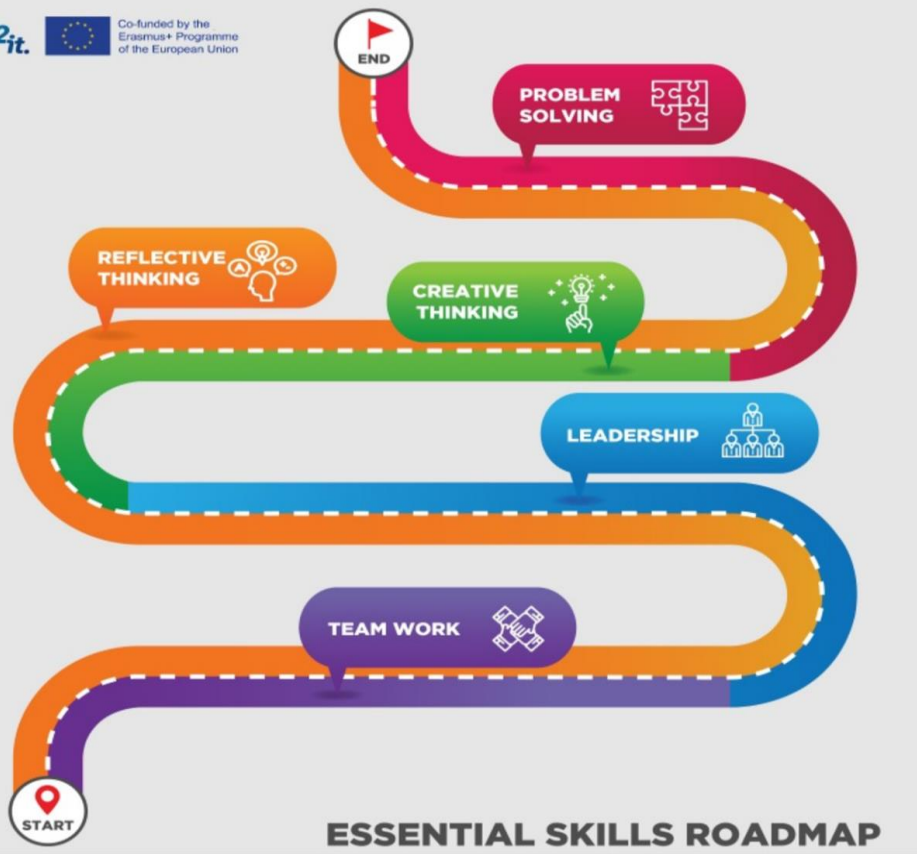 it.
Co-funded by the
Erasmus+ Programme
of the European Union
END
PROBLEM
SOLVING
REFLECTIVE
THINKING
CREATIVE
THINKING
LEADERSHIP
TEAM WORK
START
ESSENTIAL SKILLS ROADMAP